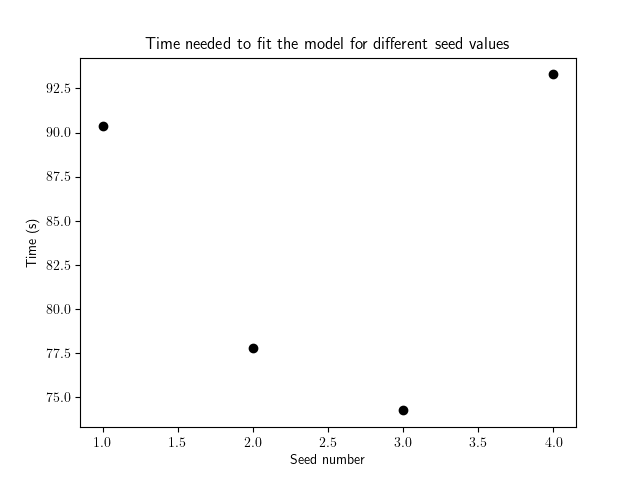 Time needed to fit the model for different seed values
92.5
90.0
87.5
85.0
82.5
80.0
77.5
75.0
Time (s)
1.0 1.5 2.0 2.5 3.0 3.5 4.0
Seed number